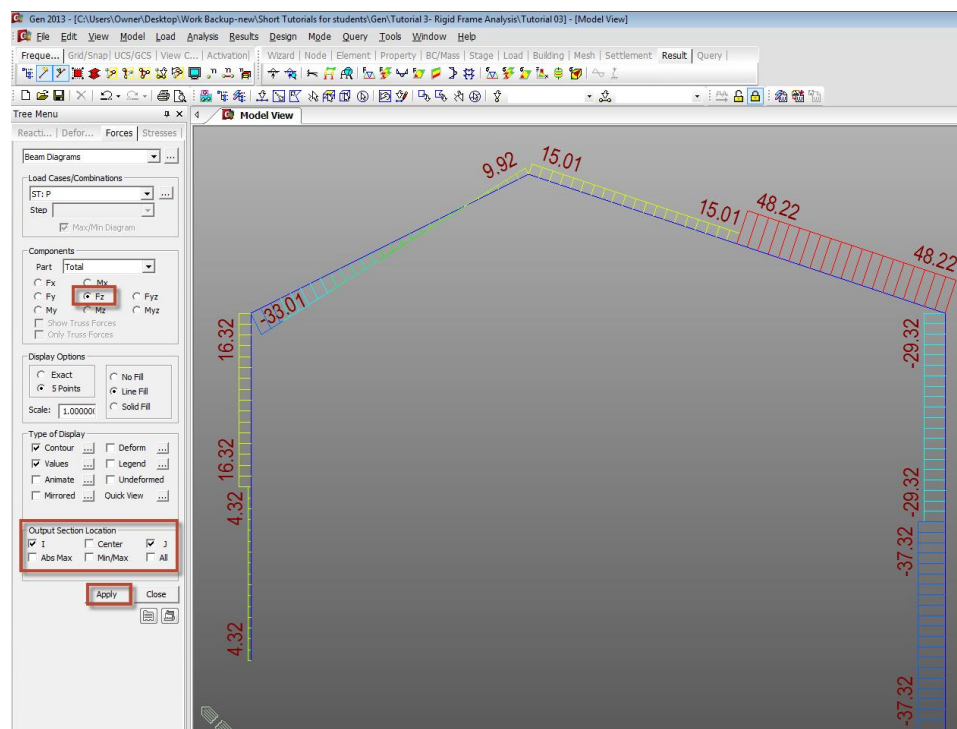 Gen 2013 - [C:\Users\Owner\Desktop\Work Backup-new\Short Tutorials for students\Gen\Tutorial 3- Rigid Frame Analysis\Tutorial 03] - [Model View]
File Edit View Model Load Analysis Results Design Mode Query Tools Window Help
Freque... Grid/Snap UCS/GCS View C... Activation Wizard Node Element Property BC/Mass Stage Load Building Mesh Settlement Result Query
Tree Menu
Model View
Reacti... Defor... Forces Stresses
Beam Diagrams ...
Load Cases/Combinations
ST: P ...
Step
Max/Min Diagram
Components
Part Total
Fx Mx
Fy Fz Fyz
My Mz Myz
Show Truss Forces
Only Truss Forces
Display Options
Exact No Fill
5 Points Line Fill
Scale: 1.00000 Solid Fill
Type of Display
Contour ... Deform ...
Values ... Legend ...
Animate ... Undeformed
Mirrored ... Quick View ...
Output Section Location
I Center J
Abs Max Min/Max All
Apply Close
9.92
15.01
15.01
48.22
48.22
-33.01
16.32
16.32
4.32
4.32
-29.32
-29.32
-37.32
-37.32